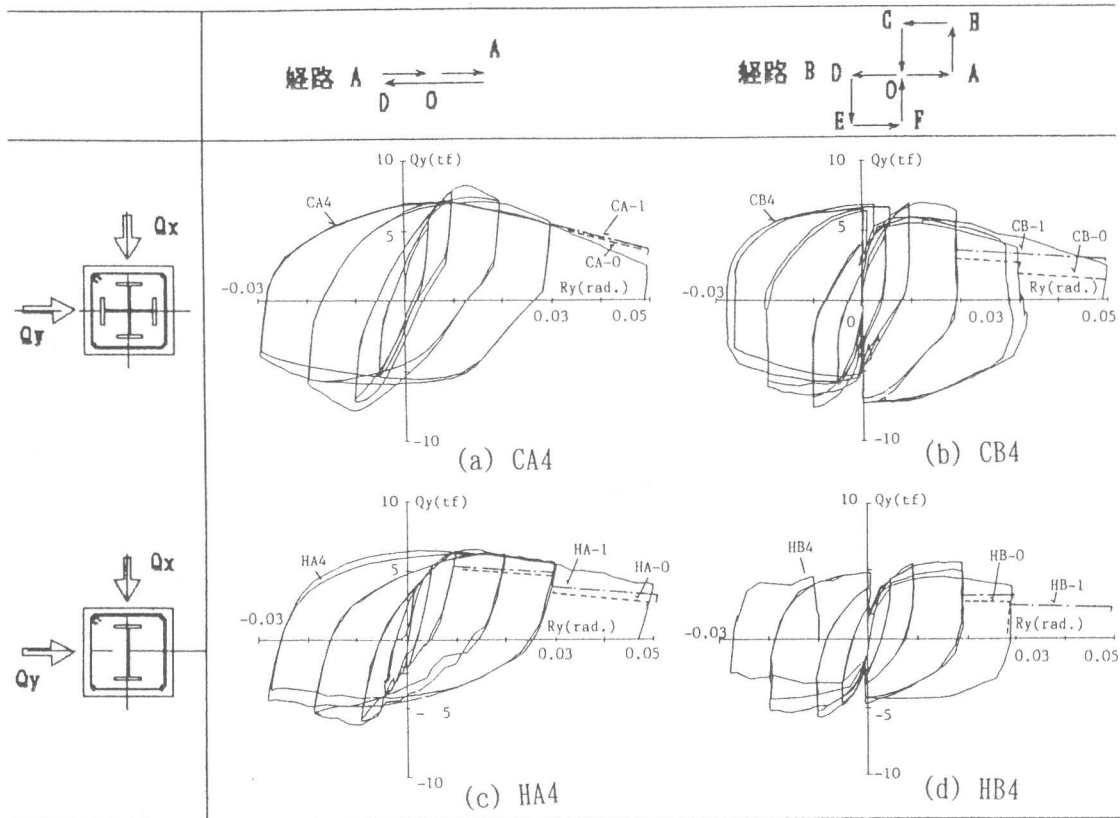 経路 A
A
D O
経路 B
C B
D A
O
E F
Qx
Qy
10 Qy(tf)
CA4
5
CA-1
CA-0
Ry(rad.)
-0.03
0.03 0.05
-10
(a) CA4
10 Qy(tf)
CB4
5
CB-1
CB-0
Ry(rad.)
-0.03
0
0.03 0.05
-10
(b) CB4
Qx
Qy
10 Qy(tf)
HA4
5
HA-1
HA-0
Ry(rad.)
-0.03
0.03 0.05
- 5
-10
(c) HA4
10 Qy(tf)
HB4
5
HB-0
HB-1
Ry(rad.)
-0.03
0.03 0.05
-5
-10
(d) HB4